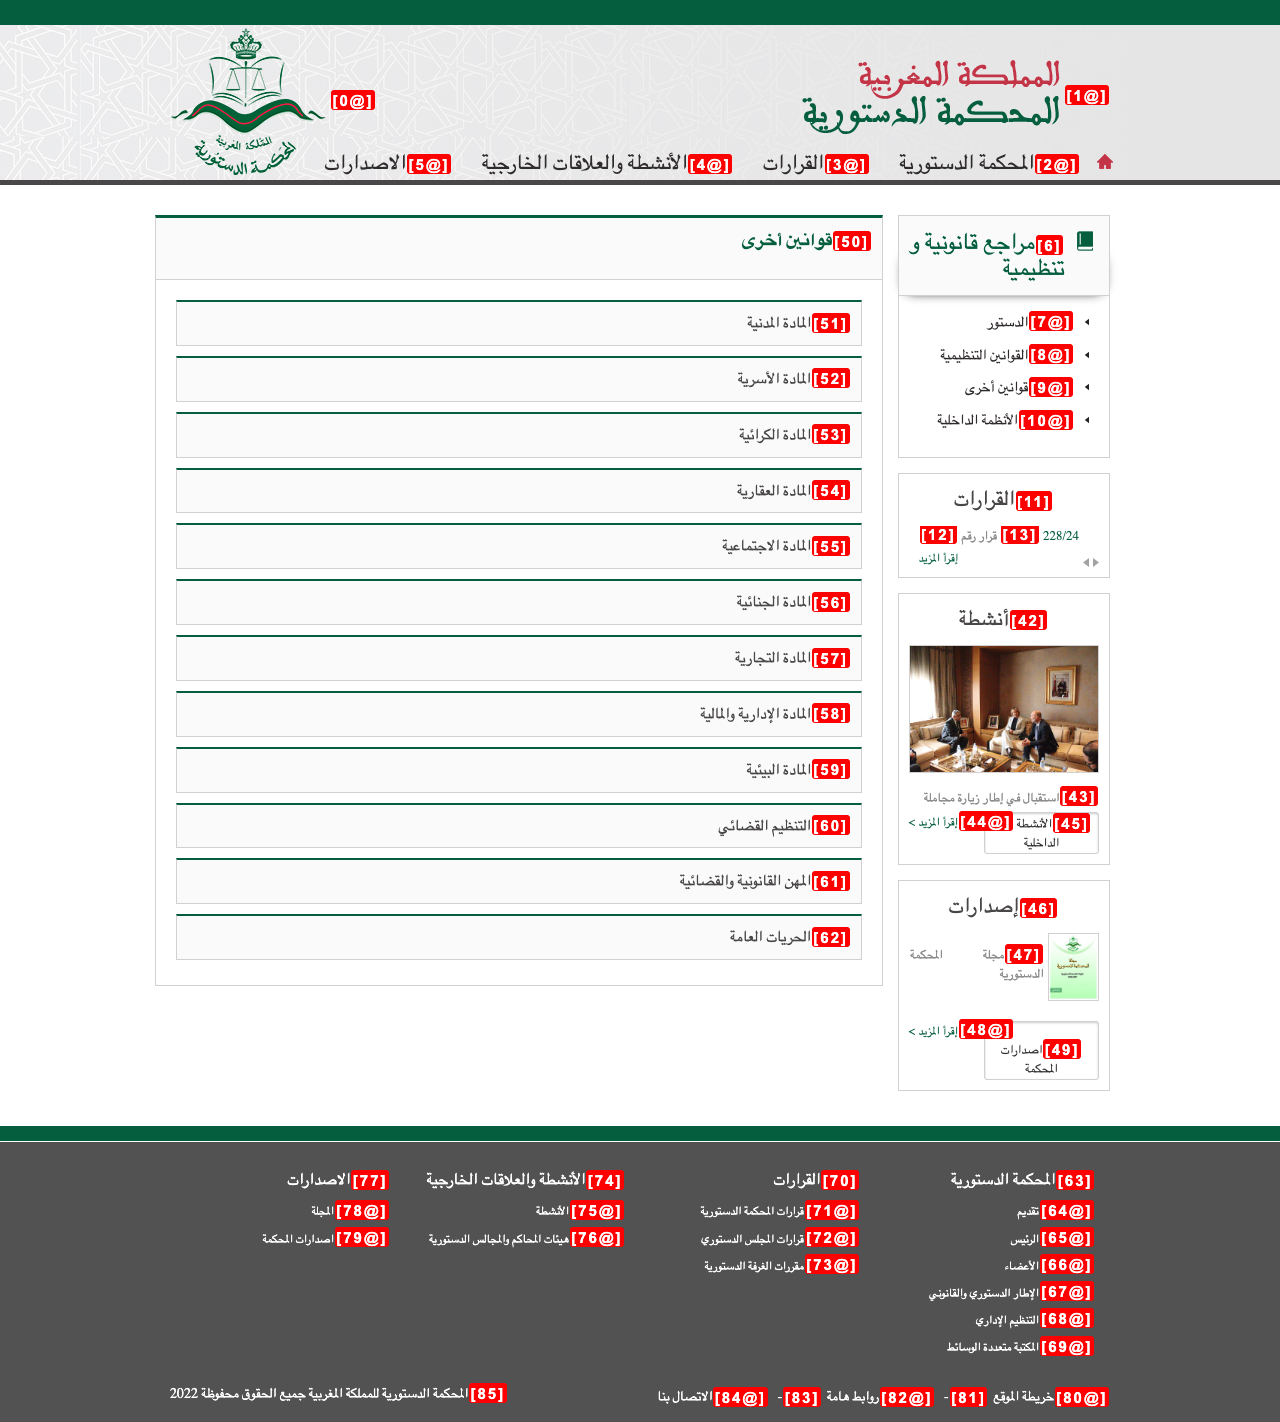 المملكة المغربية
[@1]
المحكمة الدستورية
[@0]
المملكة المغربية
المحكمة الدستورية
[@2]المحكمة الدستورية
[@3]القرارات
[@4]الأنشطة والعلاقات الخارجية
[@5]الاصدارات
[6]مراجع قانونية و
تنظيمية
[@7]الدستور
[@8]القوانين التنظيمية
[@9]قوانين أخرى
[@10]الأنظمة الداخلية
[11]القرارات
228/24 [13] قرار رقم [12]
إقرأ المزيد
[42]أنشطة
[43]استقبال في إطار زيارة مجاملة
[45]الأنشطة
الداخلية
[@44]إقرأ المزيد >
[46]إصدارات
[47]مجلة المحكمة
الدستورية
[@48]إقرأ المزيد >
[49]اصدارات
المحكمة
[50]قوانين أخرى
[51]المادة المدنية
[52]المادة الأسرية
[53]المادة الكرائية
[54]المادة العقارية
[55]المادة الاجتماعية
[56]المادة الجنائية
[57]المادة التجارية
[58]المادة الإدارية والمالية
[59]المادة البيئية
[60]التنظيم القضائي
[61]المهن القانونية والقضائية
[62]الحريات العامة
[63]المحكمة الدستورية
[@64]تقديم
[@65]الرئيس
[@66]الأعضاء
[@67]الإطار الدستوري والقانوني
[@68]التنظيم الإداري
[@69]المكتبة متعددة الوسائط
[70]القرارات
[@71]قرارات المحكمة الدستورية
[@72]قرارات المجلس الدستوري
[@73]مقررات الغرفة الدستورية
[74]الأنشطة والعلاقات الخارجية
[@75]الأنشطة
[@76]هيئات المحاكم والمجالس الدستورية
[77]الاصدارات
[@78]المجلة
[@79]اصدارات المحكمة
[@80]خريطة الموقع [81]- [@82]روابط هامة [83]- [@84]الاتصال بنا
[85]المحكمة الدستورية للمملكة المغربية جميع الحقوق محفوظة 2022